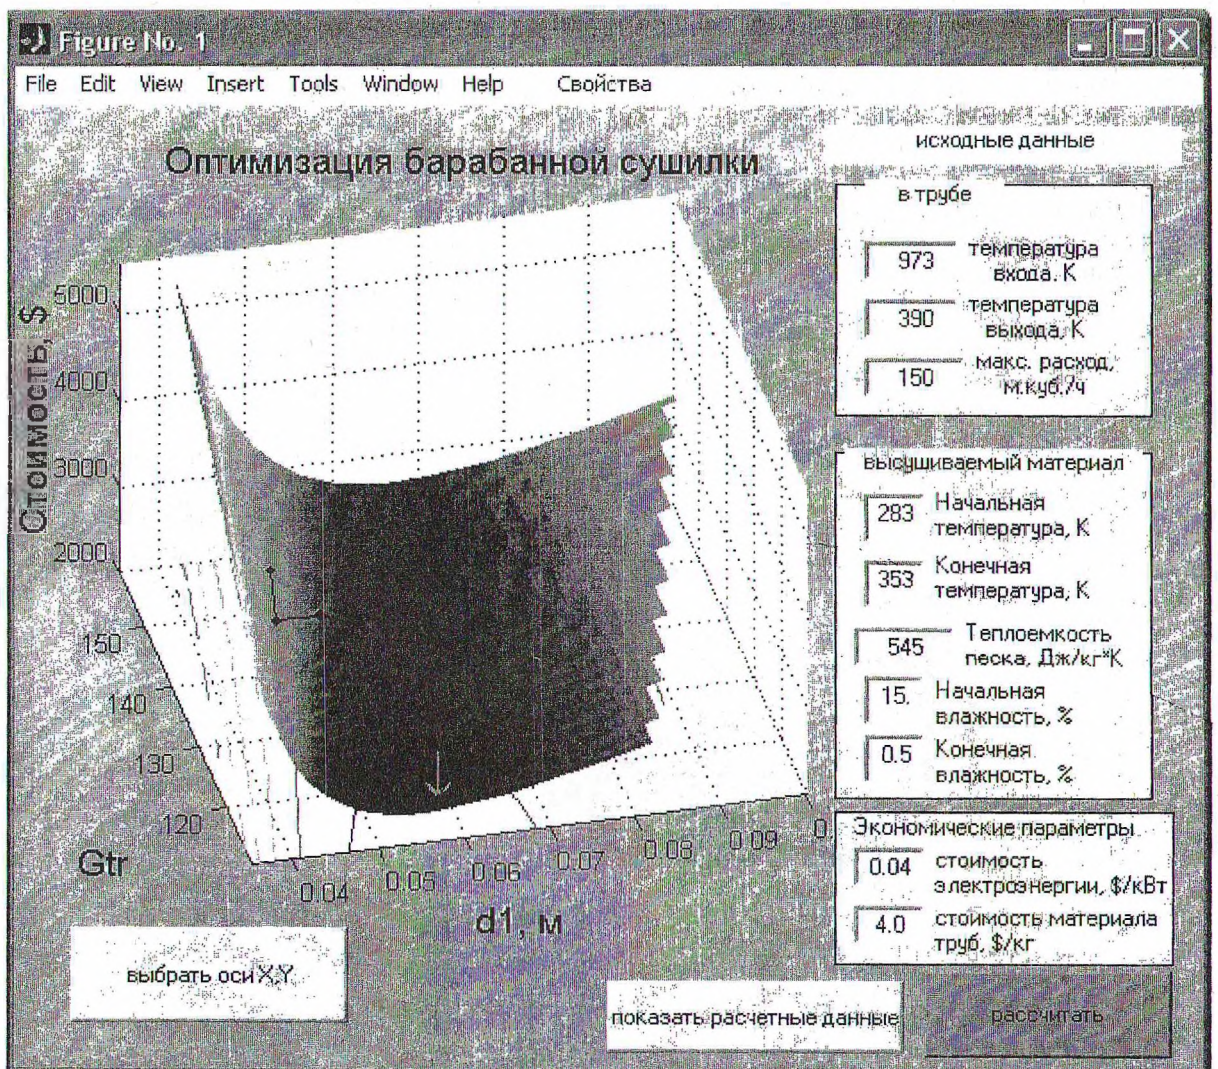 Figure No. 1
File Edit View Insert Tools Window Help Свойства
Оптимизация барабанной сушилки
Стоимость, $
5000
4000
3000
2000
150
140
130
120
Gtr
0.04
0.05
0.06
0.07
0.08
0.09
0.
d1, м
выбрать оси X,Y
исходные данные
в трубе
973
температура
входа, К
390
температура
выхода, К
150
макс. расход,
м.куб./ч
высушиваемый материал
283
Начальная
температура, К
353
Конечная
температура, К
545
Теплоемкость
песка, Дж/кг*К
15.
Начальная
влажность, %
0.5
Конечная
влажность, %
Экономические параметры
0.04
стоимость
электроэнергии, $/кВт
4.0
стоимость материала
труб, $/кг
показать расчетные данные
рассчитать